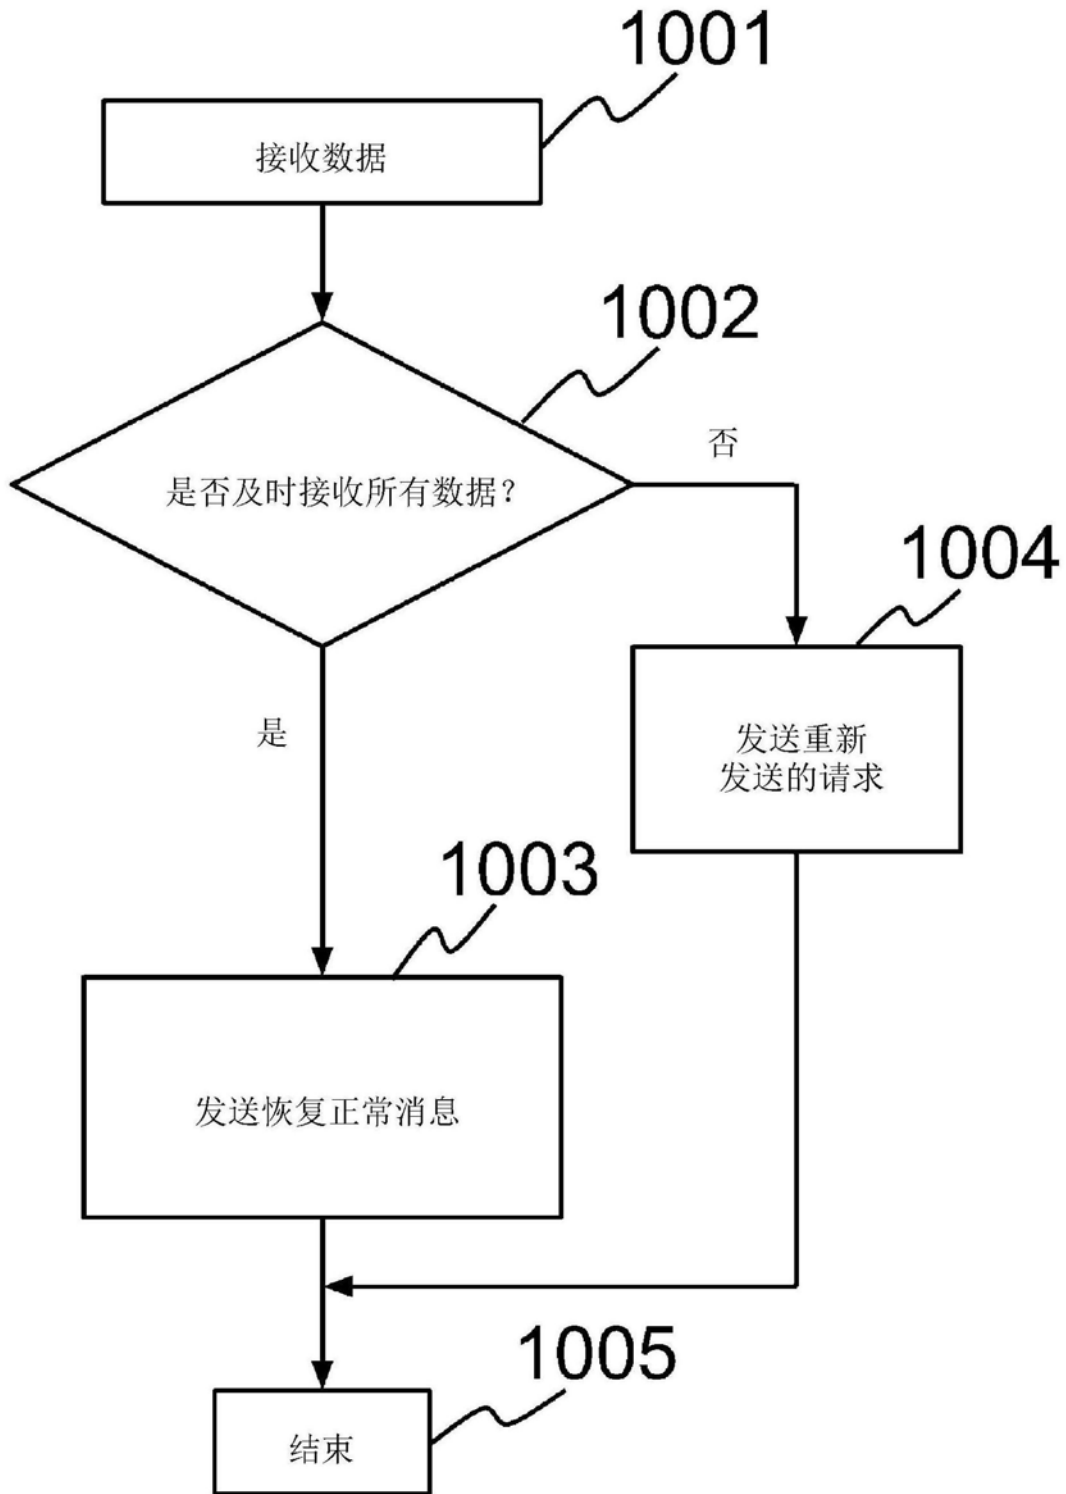 1001
接收数据
1002
是否及时接收所有数据?
否
1004
是
发送重新
发送的请求
1003
发送恢复正常消息
1005
结束